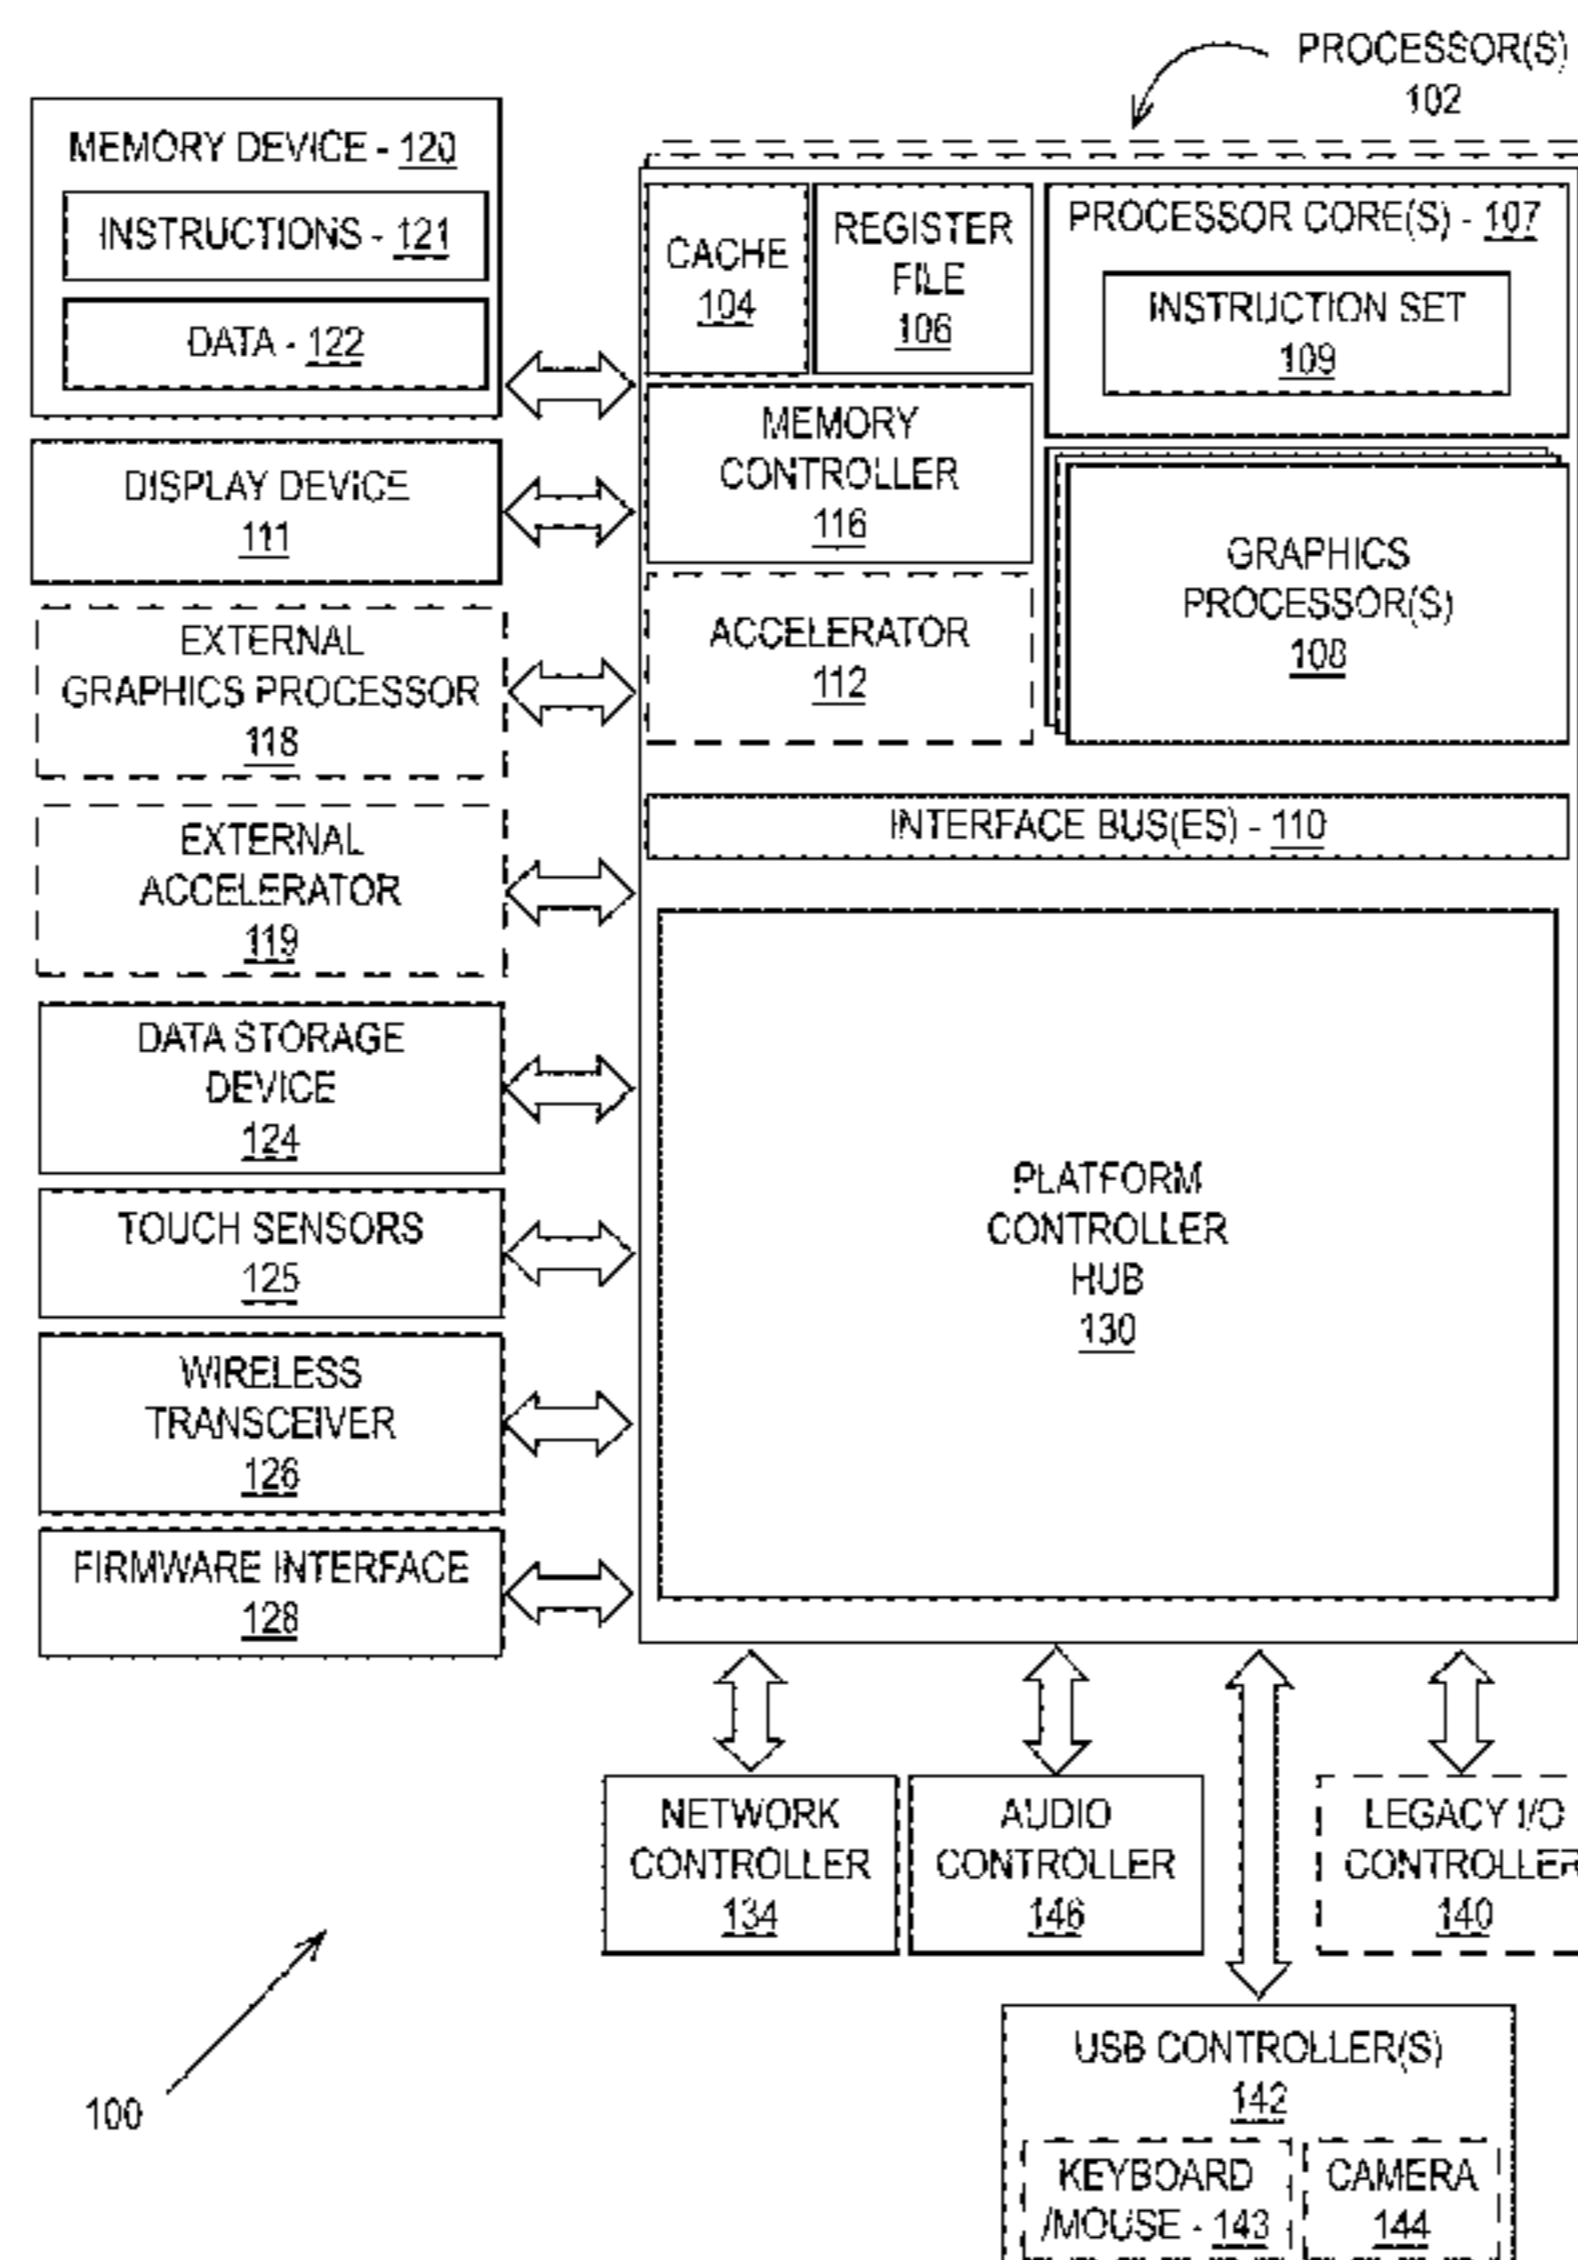 PROCESSOR(S)
102
MEMORY DEVICE - 120
INSTRUCTIONS - 121
DATA - 122
CACHE
104
REGISTER
FILE
106
PROCESSOR CORE(S) - 107
INSTRUCTION SET
109
MEMORY
CONTROLLER
116
DISPLAY DEVICE
111
GRAPHICS
PROCESSOR(S)
108
EXTERNAL
GRAPHICS PROCESSOR
118
ACCELERATOR
112
INTERFACE BUS(ES) - 110
EXTERNAL
ACCELERATOR
119
DATA STORAGE
DEVICE
124
PLATFORM
CONTROLLER
HUB
130
TOUCH SENSORS
125
WIRELESS
TRANSCEIVER
126
FIRMWARE INTERFACE
128
NETWORK
CONTROLLER
134
AUDIO
CONTROLLER
146
LEGACY I/O
CONTROLLER
140
USB CONTROLLER(S)
142
KEYBOARD
/MOUSE - 143
CAMERA
144
100